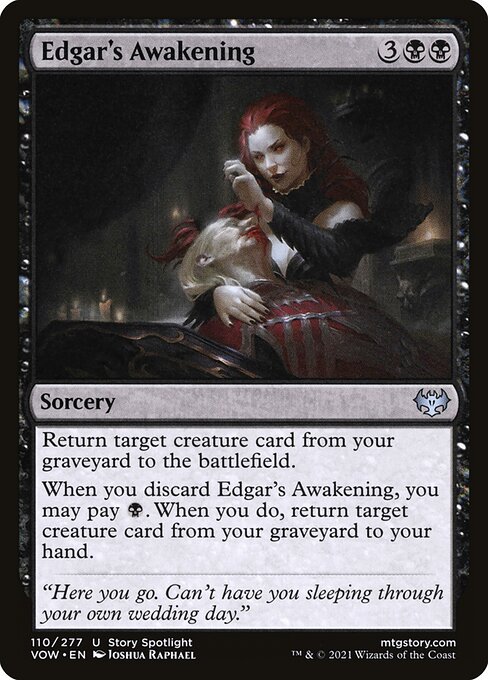 Edgar's Awakening 3
Sorcery
Return target creature card from your
graveyard to the battlefield.
When you discard Edgar's Awakening, you
may pay . When you do, return target
creature card from your graveyard to your
hand.
“Here you go. Can't have you sleeping through
your own wedding day.”
110/277 U Story Spotlight
mtgstory.com
VOW • EN Joshua Raphael
™ & © 2021 Wizards of the Coast